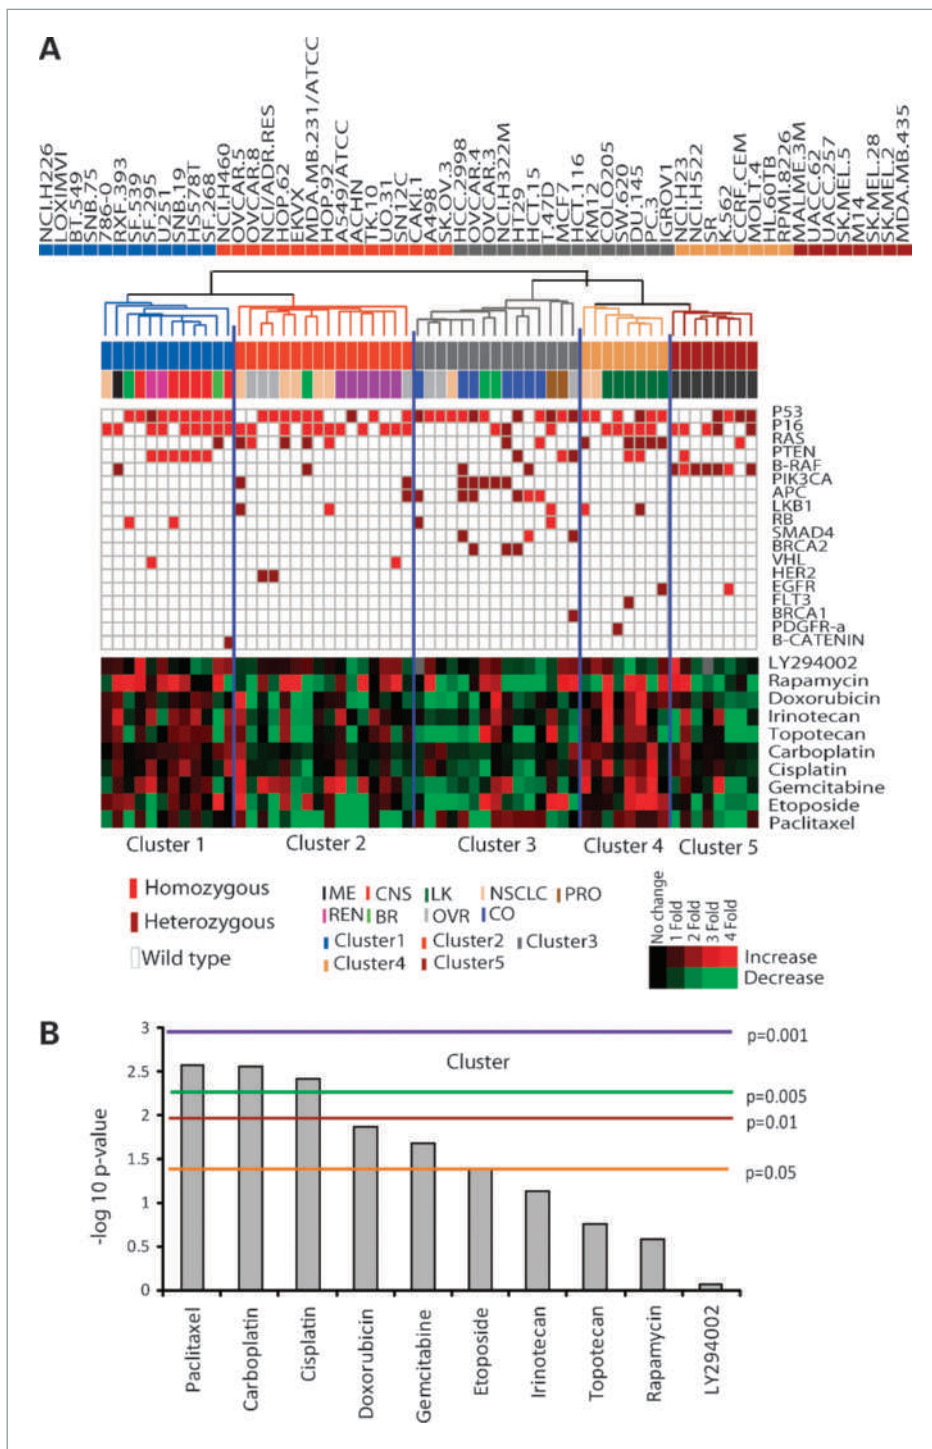 A
NCI.H226
LOXIMVI
BT.549
SNB.75
786-0
RXF.393
SF.539
SF.295
U251
SNB.19
HS578T
SF.268
NCI.H460
OVCAR.5
OVCAR.8
NCI/ADR.RES
HOP.62
EKVX
MDA.MB.231/ATCC
HOP.92
A549/ATCC
ACHN
TK.10
UO.31
SN12C
CAKI.1
A498
SK.OV.3
HCC.2998
OVCAR.4
OVCAR.3
NCI.H322M
HT29
HCT.15
T.47D
MCF7
HCT.116
KM12
COLO205
SW.620
DU.145
PC.3
IGROV1
NCI.H23
NCI.H522
SR
K.562
CCRF.CEM
MOLT.4
HL.60TB
RPMI.8226
MALME.3M
UACC.62
UACC.257
SK.MEL.5
M14
SK.MEL.28
SK.MEL.2
MDA.MB.435
P53
P16
RAS
PTEN
B-RAF
PIK3CA
APC
LKB1
RB
SMAD4
BRCA2
VHL
HER2
EGFR
FLT3
BRCA1
PDGFR-a
B-CATENIN
LY294002
Rapamycin
Doxorubicin
Irinotecan
Topotecan
Carboplatin
Cisplatin
Gemcitabine
Etoposide
Paclitaxel
Cluster 1 Cluster 2 Cluster 3 Cluster 4 Cluster 5
Homozygous
Heterozygous
Wild type
ME CNS LK NSCLC PRO
REN BR OVR CO
Cluster1 Cluster2 Cluster3
Cluster4 Cluster5
No change
1 Fold
2 Fold
3 Fold
4 Fold
Increase
Decrease
B
-log 10 p-value
3
2.5
2
1.5
1
0.5
0
Cluster
p=0.001
p=0.005
p=0.01
p=0.05
Paclitaxel
Carboplatin
Cisplatin
Doxorubicin
Gemcitabine
Etoposide
Irinotecan
Topotecan
Rapamycin
LY294002